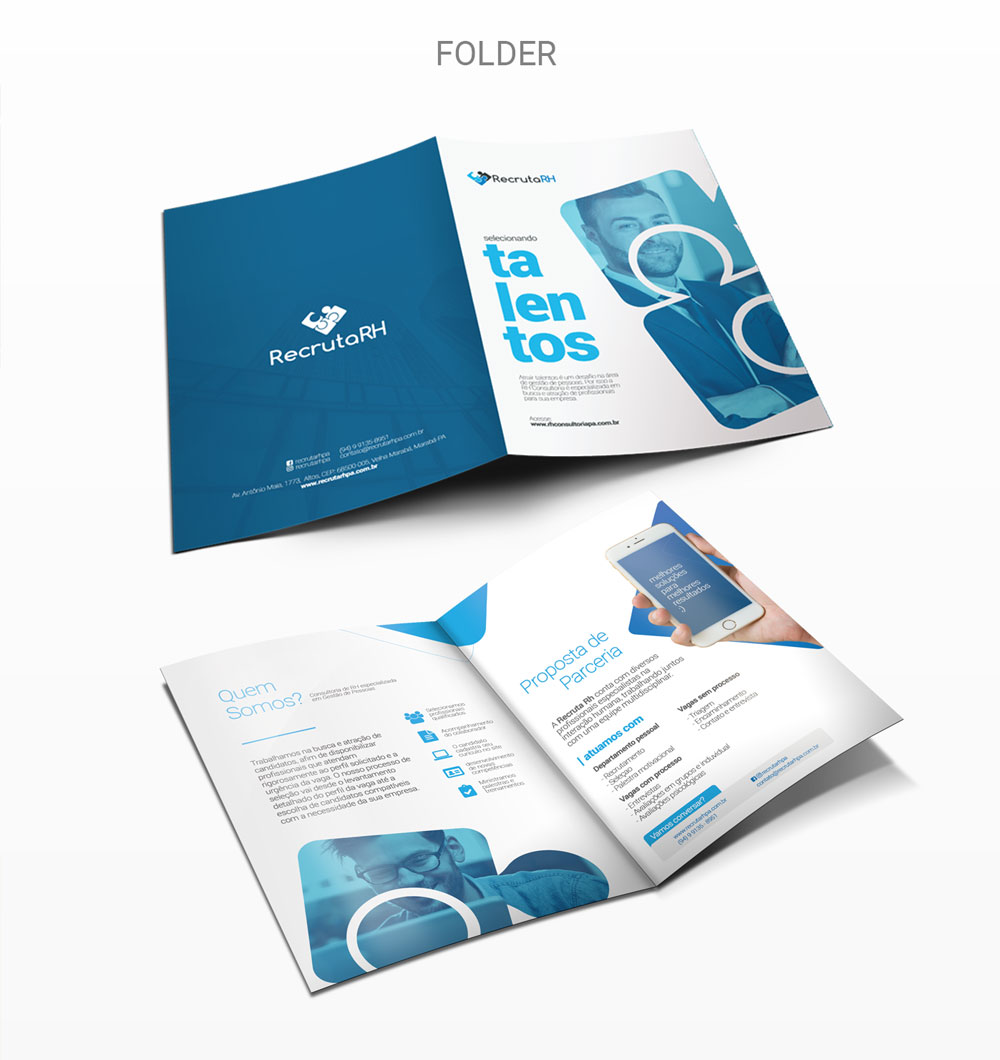 FOLDER
RecrutaRH
recrutarhpa
recrutarhpa
(94) 9 9135-8951
contato@recrutarhpa.com.br
Av. Antônio Maia, 1773, Altos, CEP: 68500-005. Velha Marabá, Marabá-PA
www.recrutarhpa.com.br
RecrutaRH
selecionando
ta
len
tos
Atrair talentos é um desafio na área
de gestão de pessoas. Por isso a
RH Consultoria é especializada em
busca e atração de profissionais
para sua empresa.
Acesse:
www.rhconsultoriapa.com.br
Quem
Somos?
Consultoria de RH especializada
em Gestão de Pessoas
Trabalhamos na busca e atração de
candidatos, afim de disponibilizar
profissionais que atendam
rigorosamente ao perfil solicitado e a
urgência da vaga. O nosso processo de
seleção vai desde o levantamento
detalhado do perfil da vaga até a
escolha de candidatos compatíveis
com a necessidade da sua empresa.
Selecionamos
profissionais
qualificados
Acompanhamento
do colaborador
O candidato
cadastra seu
currículo no site
desenvolvimento
de novas
competências
Ministramos
palestras e
treinamentos
melhores
soluções
para
melhores
resultados
;)
Proposta de
Parceria
A Recruta Rh conta com diversos
profissionais especialistas na
interação humana, trabalhando juntos
com uma equipe multidisciplinar.
atuamos com
Departamento pessoal
- Recrutamento
- Seleção
- Palestra motivacional
Vagas com processo
- Entrevistas
- Avaliações em grupos e individual
- Avaliações psicológicas
Vagas sem processo
- Triagem
- Encaminhamento
- Contato e entrevista
Vamos conversar?
www.recrutarhpa.com.br
(94) 9 9135 - 8951
@recrutarhpa
contato@recrutarhpa.com.br